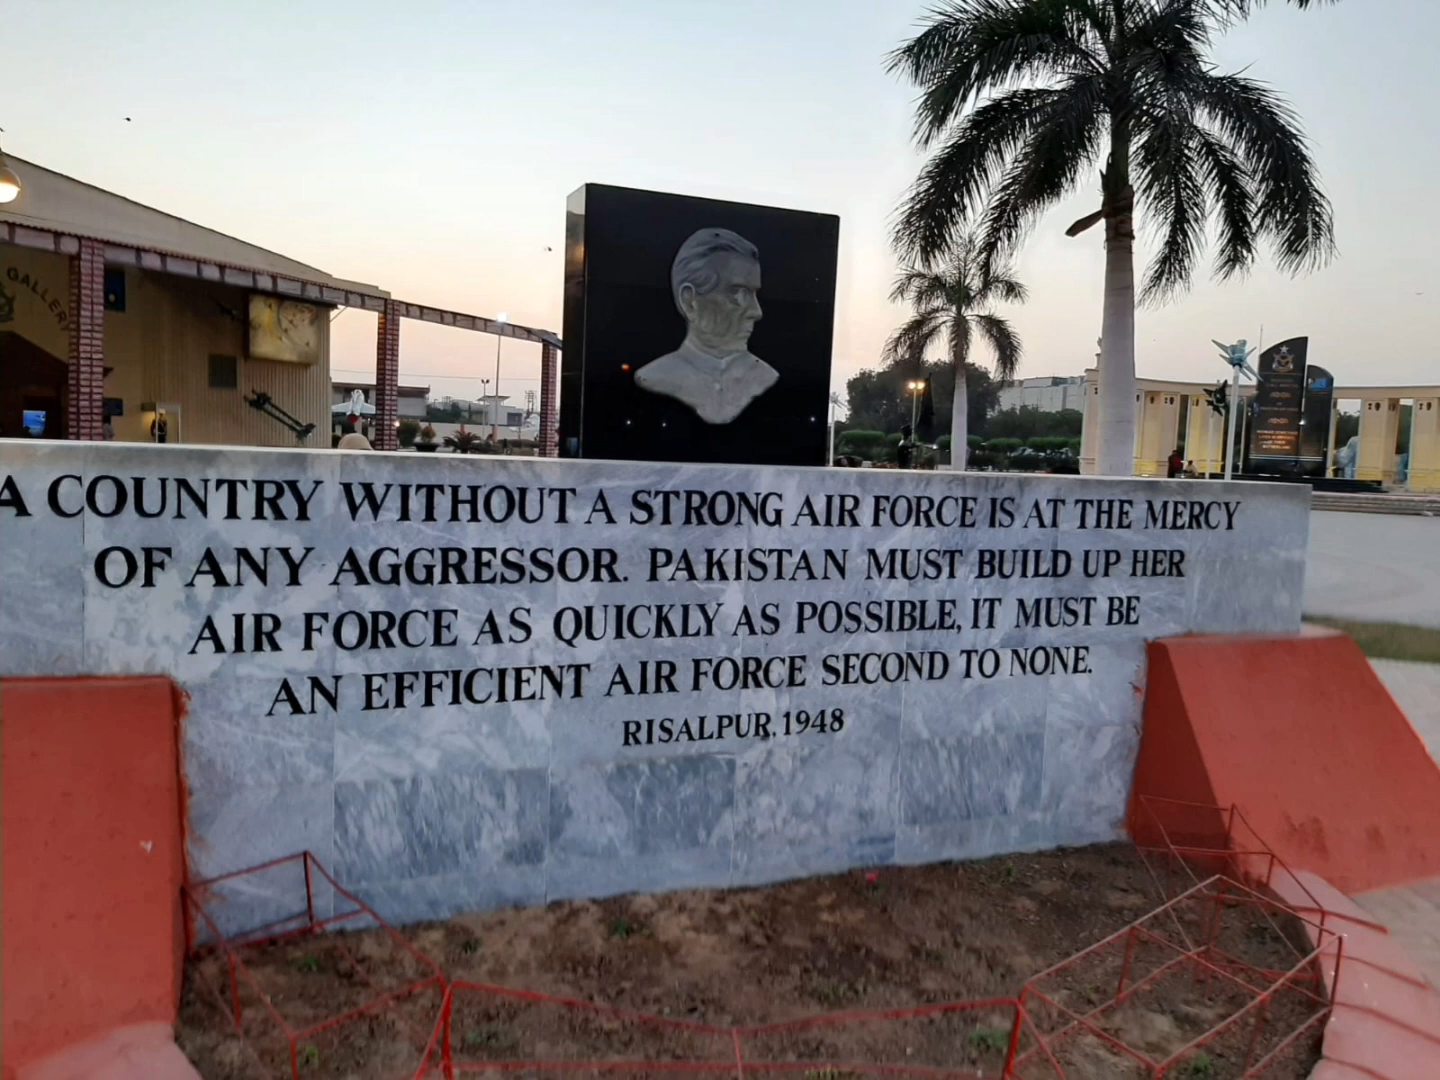 GALLERY
A COUNTRY WITHOUT A STRONG AIR FORCE IS AT THE MERCY
OF ANY AGGRESSOR. PAKISTAN MUST BUILD UP HER
AIR FORCE AS QUICKLY AS POSSIBLE, IT MUST BE
AN EFFICIENT AIR FORCE SECOND TO NONE.
RISALPUR, 1948